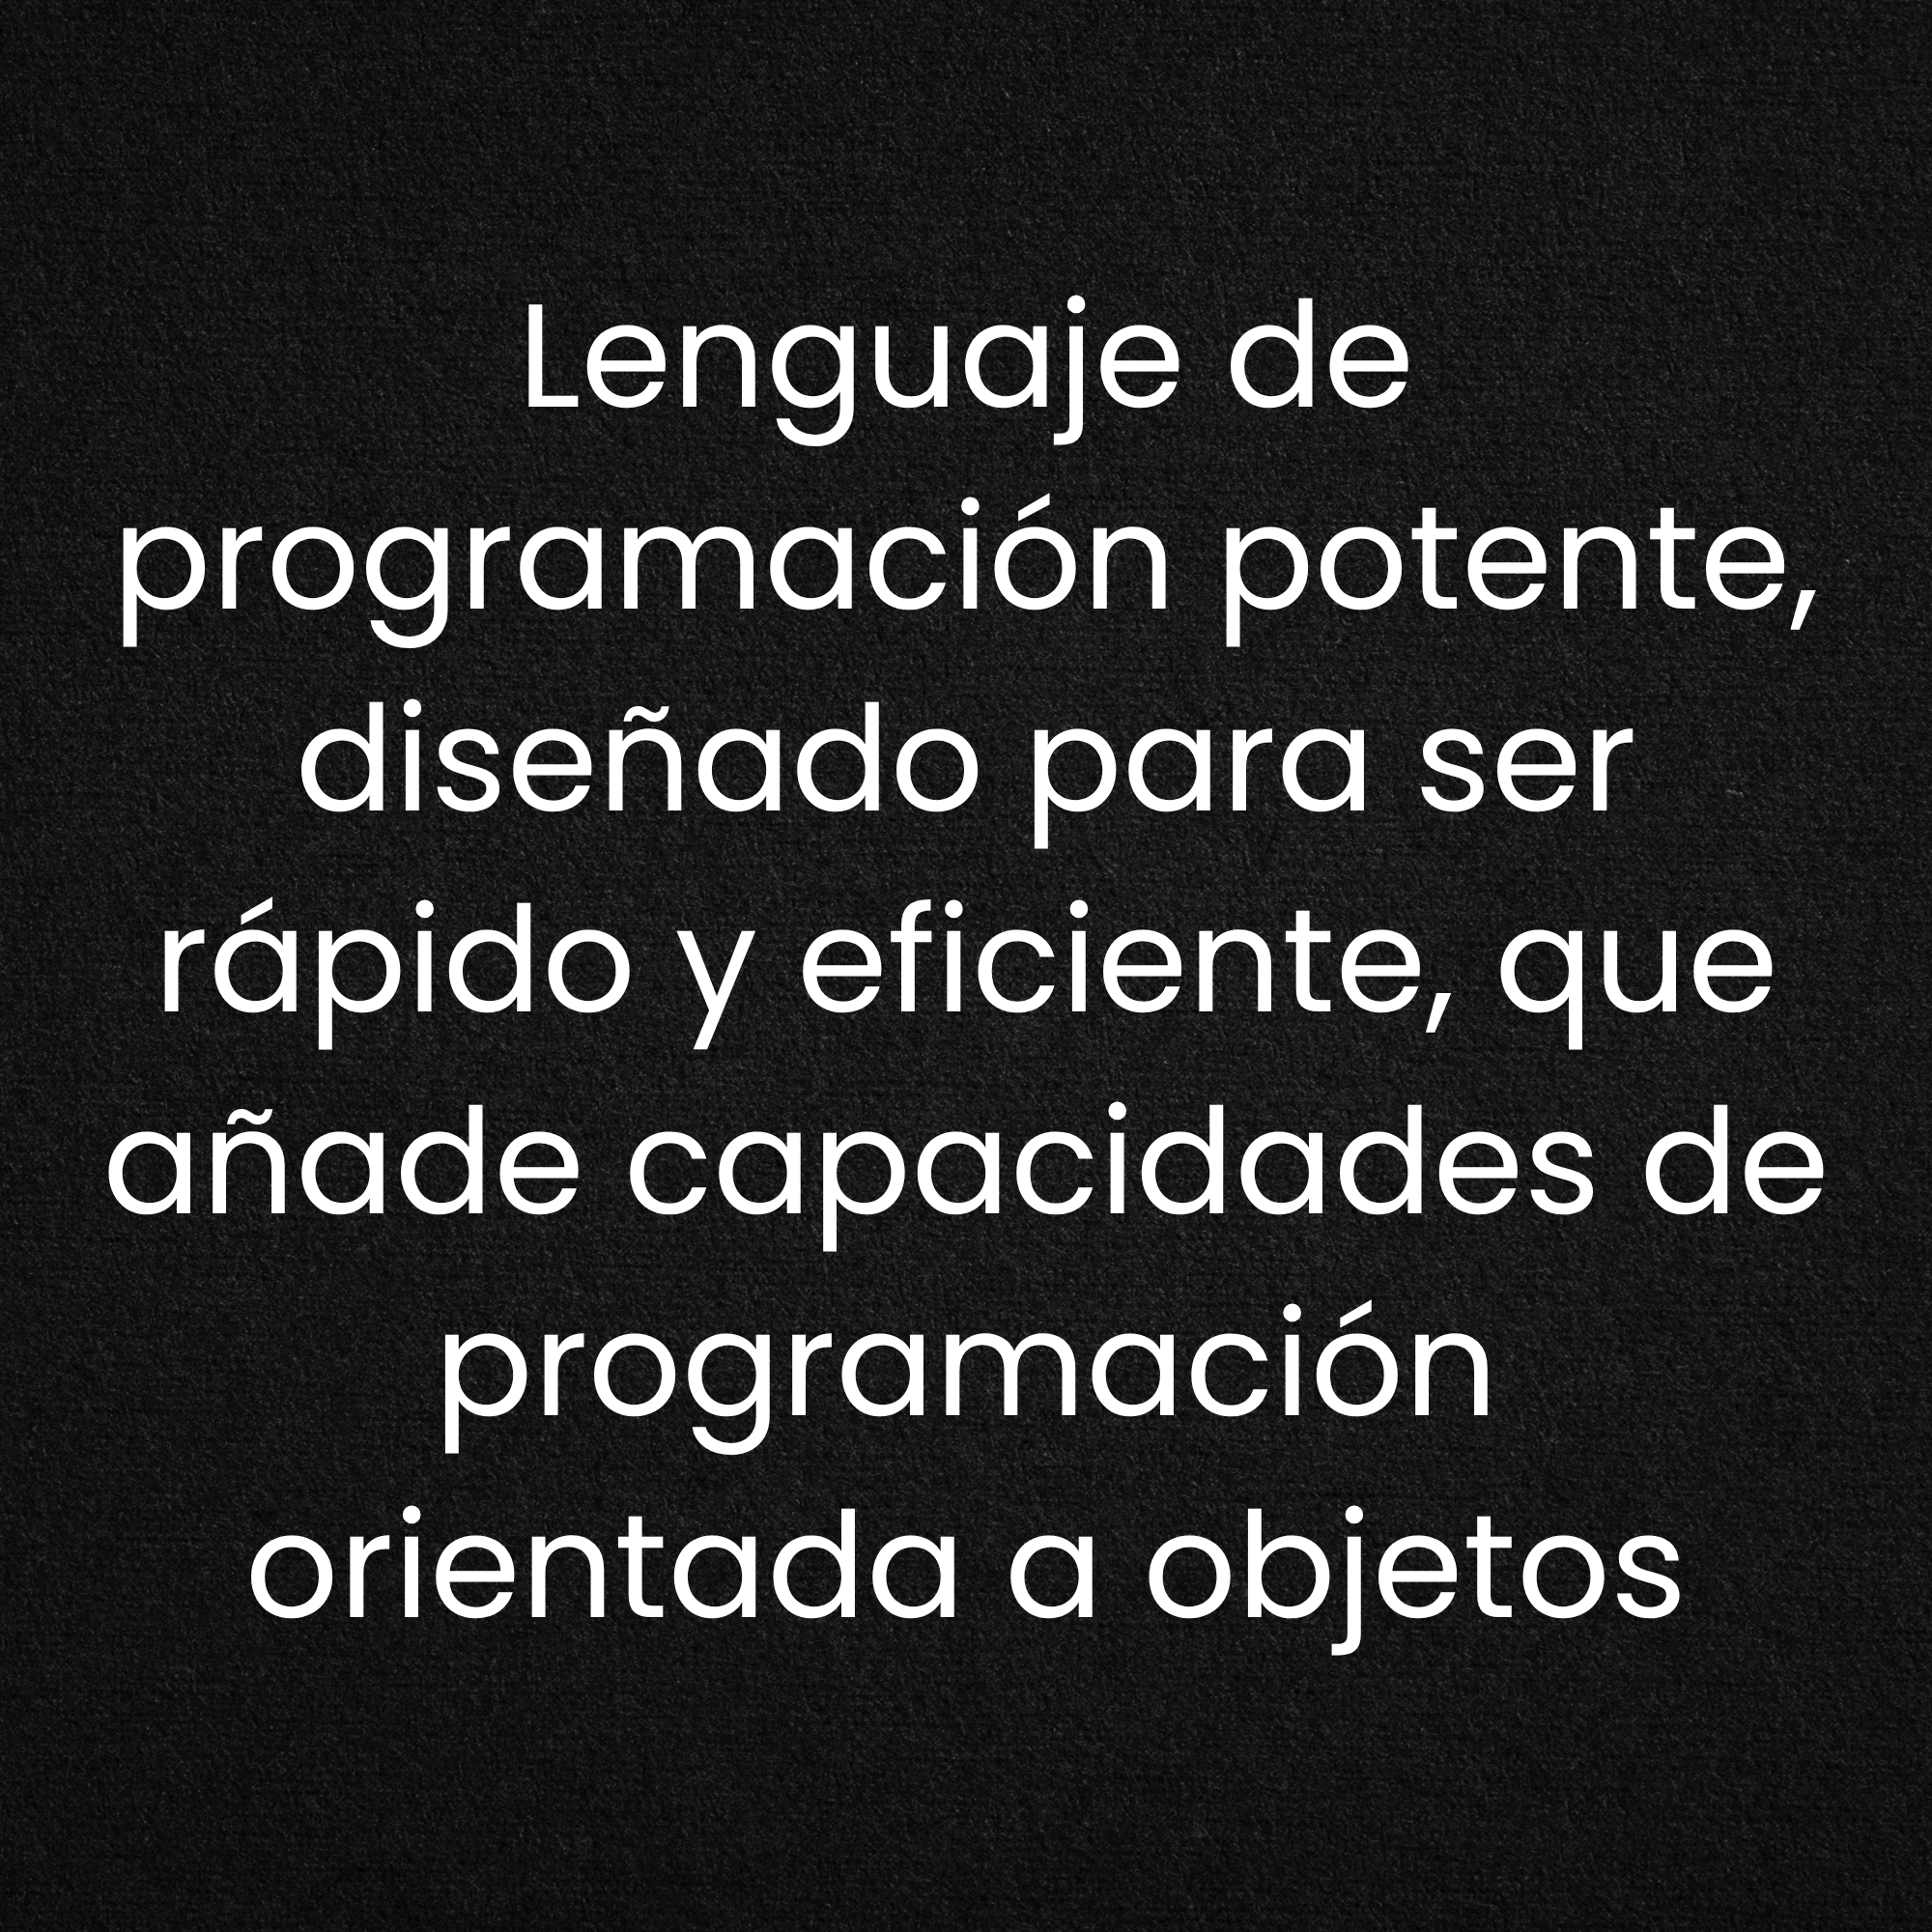 Lenguaje de
programación potente,
diseñado para ser
rápido y eficiente, que
añade capacidades de
programación
orientada a objetos